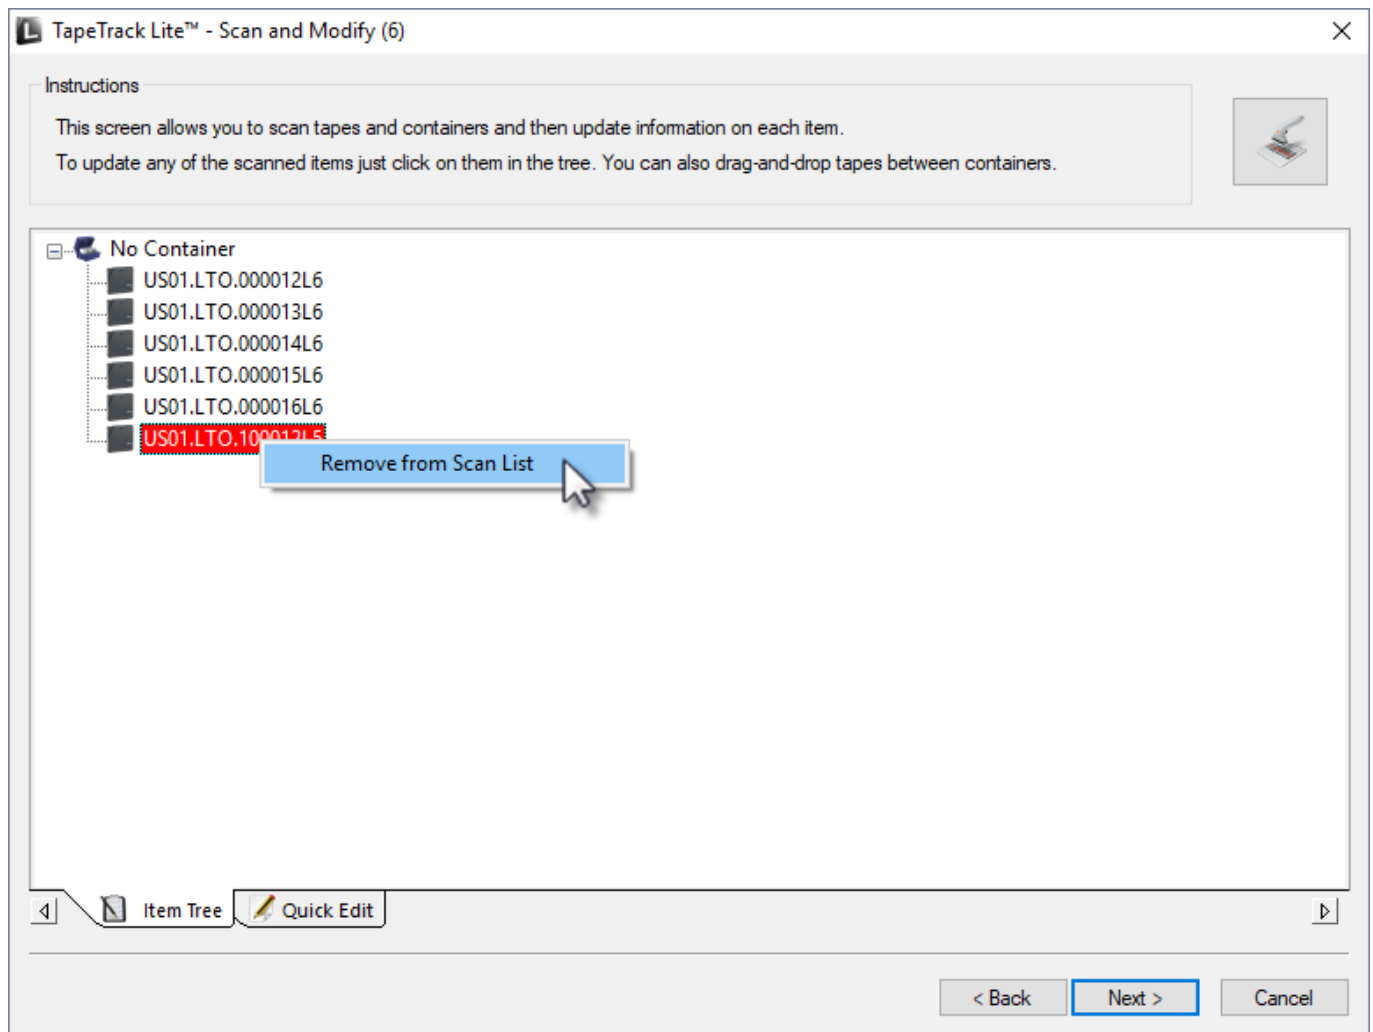 TapeTrack Lite™ - Scan and Modify (6)
Instructions
This screen allows you to scan tapes and containers and then update information on each item.
To update any of the scanned items just click on them in the tree. You can also drag-and-drop tapes between containers.
No Container
US01.LTO.000012L6
US01.LTO.000013L6
US01.LTO.000014L6
US01.LTO.000015L6
US01.LTO.000016L6
US01.LTO.100012L5
Remove from Scan List
Item Tree
Quick Edit
< Back
Next >
Cancel